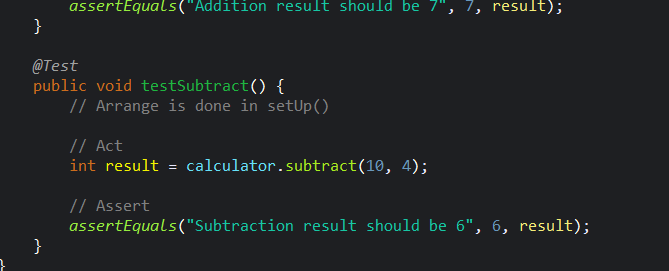 assertEquals("Addition result should be 7", 7, result);
}
@Test
public void testSubtract() {
// Arrange is done in setUp()
// Act
int result = calculator.subtract(10, 4);
// Assert
assertEquals("Subtraction result should be 6", 6, result);
}
}